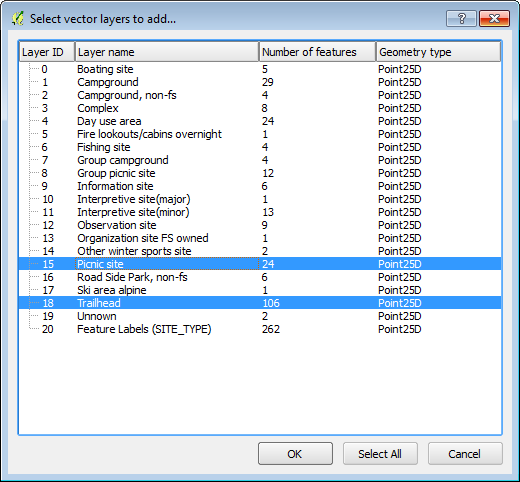 Select vector layers to add...
Layer ID Layer name Number of features Geometry type
0 Boating site 5 Point25D
1 Campground 29 Point25D
2 Campground, non-fs 4 Point25D
3 Complex 8 Point25D
4 Day use area 24 Point25D
5 Fire lookouts/cabins overnight 1 Point25D
6 Fishing site 4 Point25D
7 Group campground 4 Point25D
8 Group picnic site 12 Point25D
9 Information site 6 Point25D
10 Interpretive site(major) 1 Point25D
11 Interpretive site(minor) 13 Point25D
12 Observation site 9 Point25D
13 Organization site FS owned 1 Point25D
14 Other winter sports site 2 Point25D
15 Picnic site 24 Point25D
16 Road Side Park, non-fs 6 Point25D
17 Ski area alpine 1 Point25D
18 Trailhead 106 Point25D
19 Unnown 2 Point25D
20 Feature Labels (SITE_TYPE) 262 Point25D
OK Select All Cancel